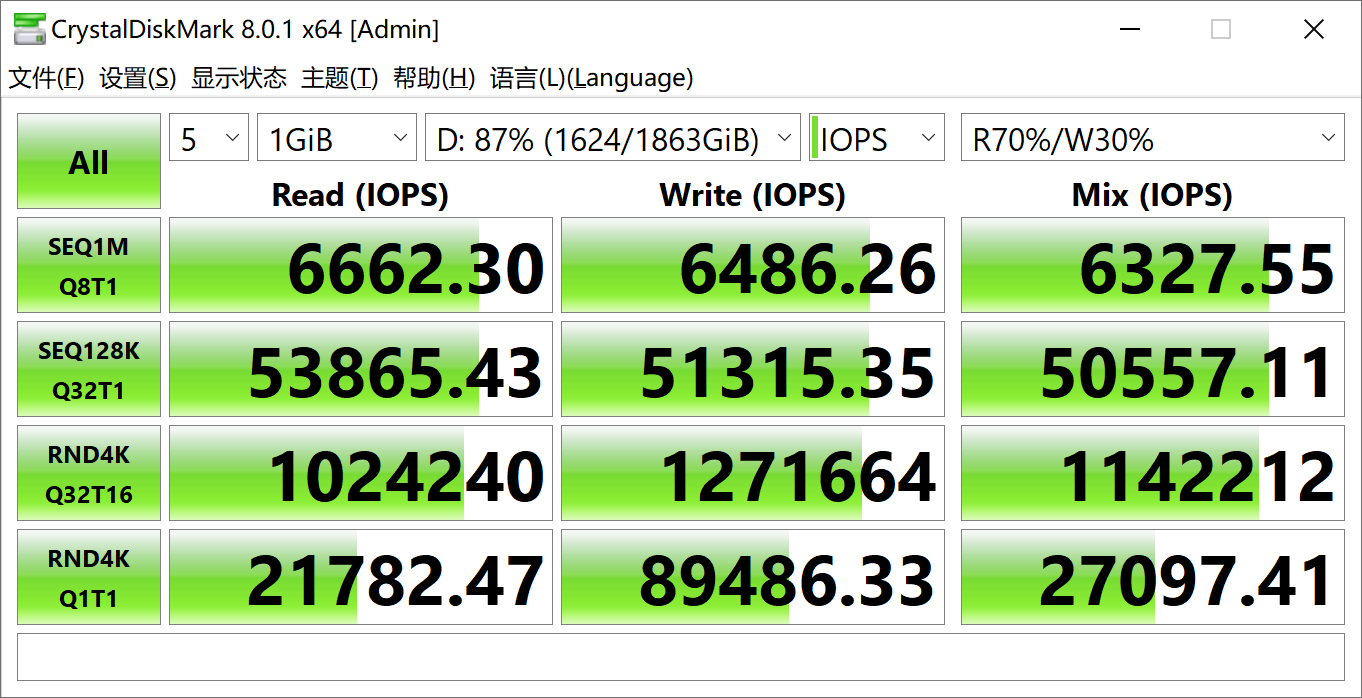 CrystalDiskMark 8.0.1 x64 [Admin]
文件(F) 设置(S) 显示状态 主题(T) 帮助(H) 语言(L)(Language)
All 5 1GiB D: 87% (1624/1863GiB) IOPS R70%/W30%
Read (IOPS) Write (IOPS) Mix (IOPS)
SEQ1M
Q8T1 6662.30 6486.26 6327.55
SEQ128K
Q32T1 53865.43 51315.35 50557.11
RND4K
Q32T16 1024240 1271664 1142212
RND4K
Q1T1 21782.47 89486.33 27097.41